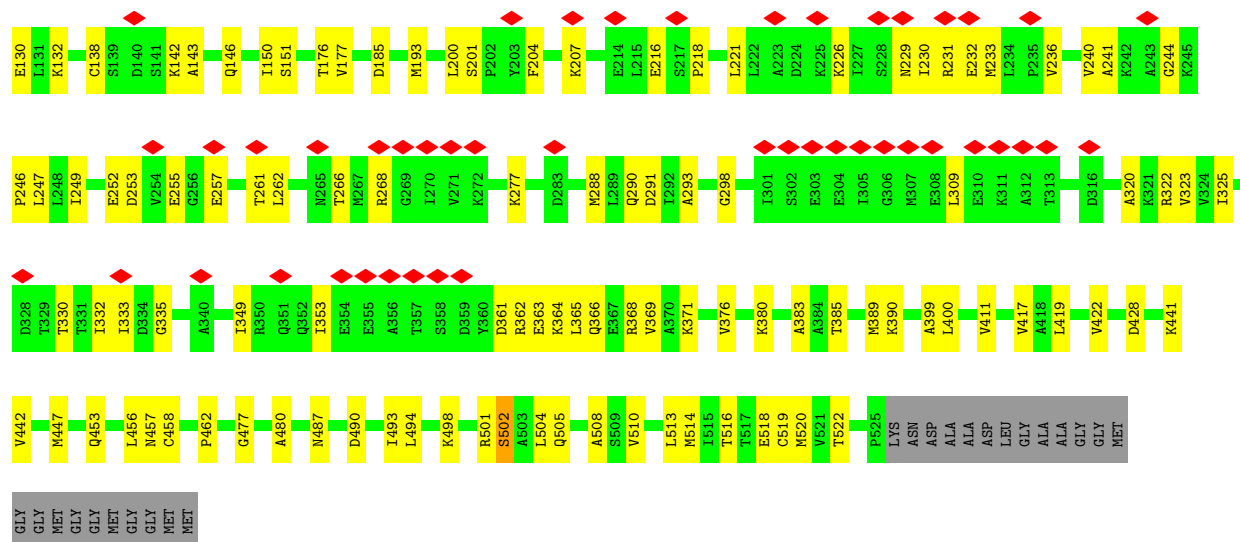 E130 L131 K132 C138 S139 D140 S141 K142 A143 Q146 I150 S151 T176 V177 D185 M193 L200 S201 P202 Y203 F204 K207 E214 L215 E216 S217 P218 L221 L222 A223 D224 K225 K226 I227 S228 N229 I230 R231 E232 M233 L234 P235 V236 V240 A241 K242 A243 G244 K245
P246 L247 L248 I249 E252 D253 V254 E255 G256 E257 T261 L262 N265 T266 M267 R268 G269 I270 V271 K272 K277 D283 M288 L289 Q290 D291 I292 A293 G298 I301 S302 E303 E304 I305 G306 M307 E308 L309 E310 K311 A312 T313 D316 A320 K321 R322 V323 V324 I325
D328 T329 T330 T331 I332 I333 D334 G335 A340 I349 R350 Q351 Q352 I353 E354 E355 A356 T357 S358 D359 Y360 D361 R362 E363 K364 L365 Q366 E367 R368 V369 A370 K371 V376 K380 A383 A384 T385 M389 K390 A399 L400 V411 V417 A418 L419 V422 D428 K441
V442 M447 Q453 L456 N457 C458 P462 G477 A480 N487 D490 I493 L494 K498 R501 S502 A503 L504 Q505 A508 S509 V510 L513 M514 I515 T516 T517 E518 C519 M520 V521 T522 P525 LYS ASN ASP ALA ALA ASP LEU GLY ALA ALA GLY GLY MET
GLY GLY MET GLY GLY MET GLY GLY MET MET